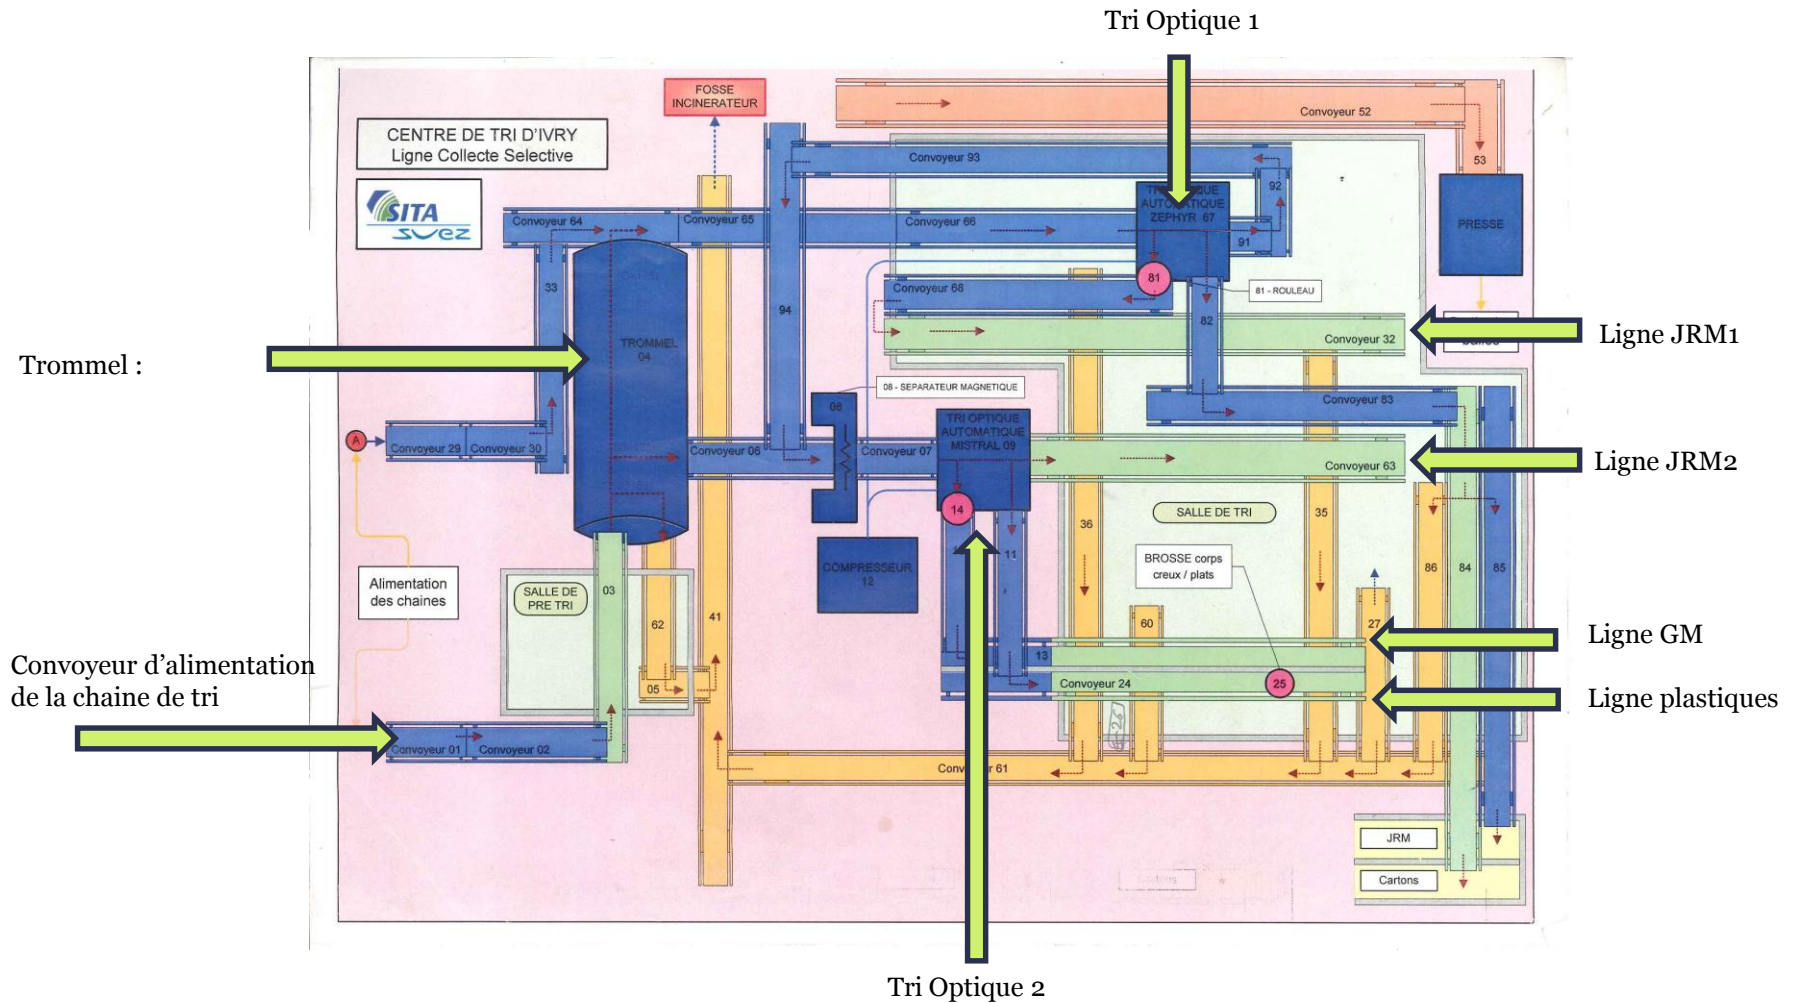 Tri Optique 1
FOSSE
INCINERATEUR
Convoyeur 52
CENTRE DE TRI D'IVRY
Ligne Collecte Selective
Convoyeur 93
53
92
SITA
suez
TRI OPTIQUE
AUTOMATIQUE
ZEPHYR 67
Convoyeur 64
Convoyeur 65
Convoyeur 66
PRESSE
91
81
33
Convoyeur 68
81 - ROULEAU
94
82
Convoyeur 32
Ligne JRM1
TROMMEL
04
Trommel :
08 - SEPARATEUR MAGNETIQUE
Convoyeur 83
08
TRI OPTIQUE
AUTOMATIQUE
MISTRAL 09
A
Convoyeur 29
Convoyeur 30
Convoyeur 06
Convoyeur 07
Convoyeur 63
Ligne JRM2
14
SALLE DE TRI
36
35
11
BROSSE corps
creux / plats
86
84
85
COMPRESSEUR
12
Alimentation
des chaines
SALLE DE
PRE TRI
03
41
62
60
27
Ligne GM
13
Convoyeur d'alimentation
de la chaine de tri
05
Convoyeur 24
25
Ligne plastiques
Convoyeur 01
Convoyeur 02
Convoyeur 61
JRM
Cartons
Tri Optique 2